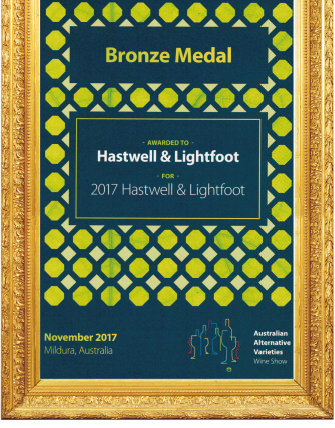 Bronze Medal
- AWARDED TO -
Hastwell & Lightfoot
- FOR -
2017 Hastwell & Lightfoot
November 2017
Mildura, Australia
Australian
Alternative
Varieties
Wine Show